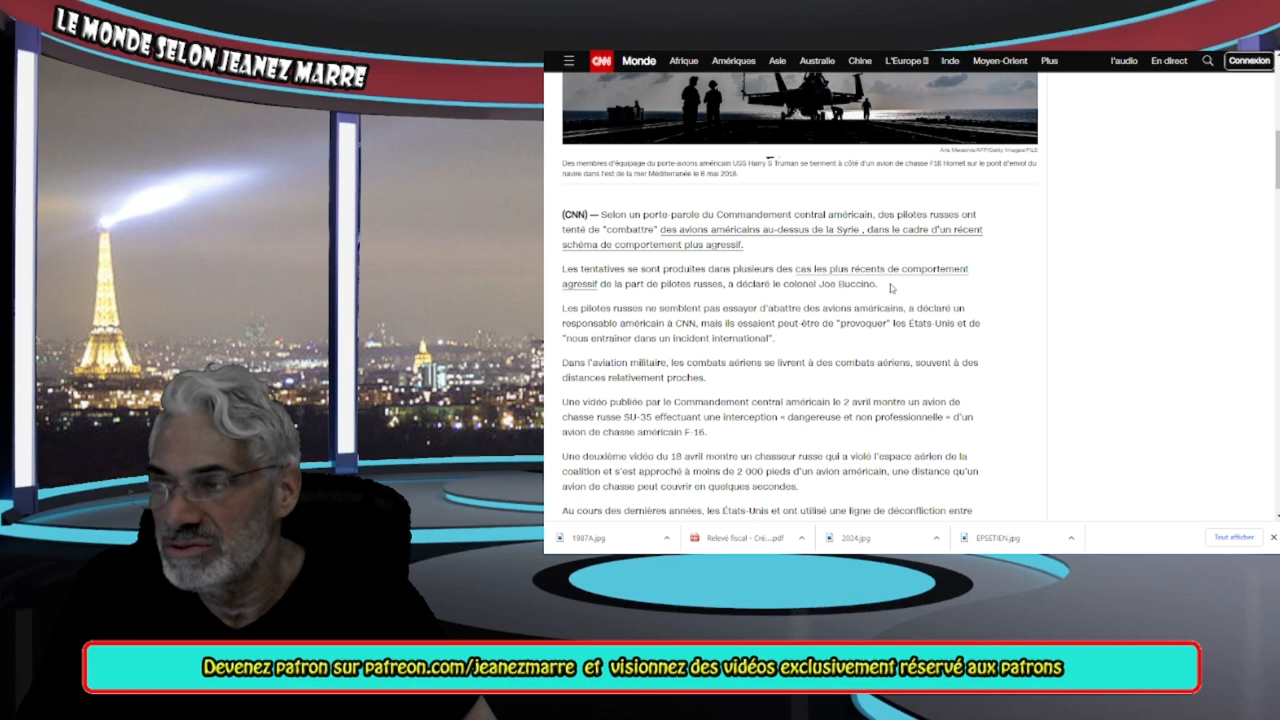 LE MONDE SELON JEANEZ MARRE
CNN Monde Afrique Amériques Asie Australie Chine L'Europe Inde Moyen-Orient Plus l'audio En direct Connexion
Des membres d'équipage du porte-avions américain USS Harry S Truman se tiennent à côté d'un avion de chasse F18 Hornet sur le pont d'envol du
navire dans l'est de la mer Méditerranée le 8 mai 2018.
(CNN) — Selon un porte-parole du Commandement central américain, des pilotes russes ont
tenté de "combattre" des avions américains au-dessus de la Syrie , dans le cadre d'un récent
schéma de comportement plus agressif.
Les tentatives se sont produites dans plusieurs des cas les plus récents de comportement
agressif de la part de pilotes russes, a déclaré le colonel Joe Buccino.
Les pilotes russes ne semblent pas essayer d'abattre des avions américains, a déclaré un
responsable américain à CNN, mais ils essaient peut-être de "provoquer" les États-Unis et de
"nous entraîner dans un incident international".
Dans l'aviation militaire, les combats aériens se livrent à des combats aériens, souvent à des
distances relativement proches.
Une vidéo publiée par le Commandement central américain le 2 avril montre un avion de
chasse russe SU-35 effectuant une interception « dangereuse et non professionnelle » d'un
avion de chasse américain F-16.
Une deuxième vidéo du 18 avril montre un chasseur russe qui a violé l'espace aérien de la
coalition et s'est approché à moins de 2 000 pieds d'un avion américain, une distance qu'un
avion de chasse peut couvrir en quelques secondes.
Au cours des dernières années, les États-Unis et ont utilisé une ligne de déconfliction entre
1987A.jpg Relevé fiscal - Cré....pdf 2024.jpg EPSETIEN.jpg Tout afficher
Devenez patron sur patreon.com/jeanezmarre et visionnez des vidéos exclusivement réservé aux patrons